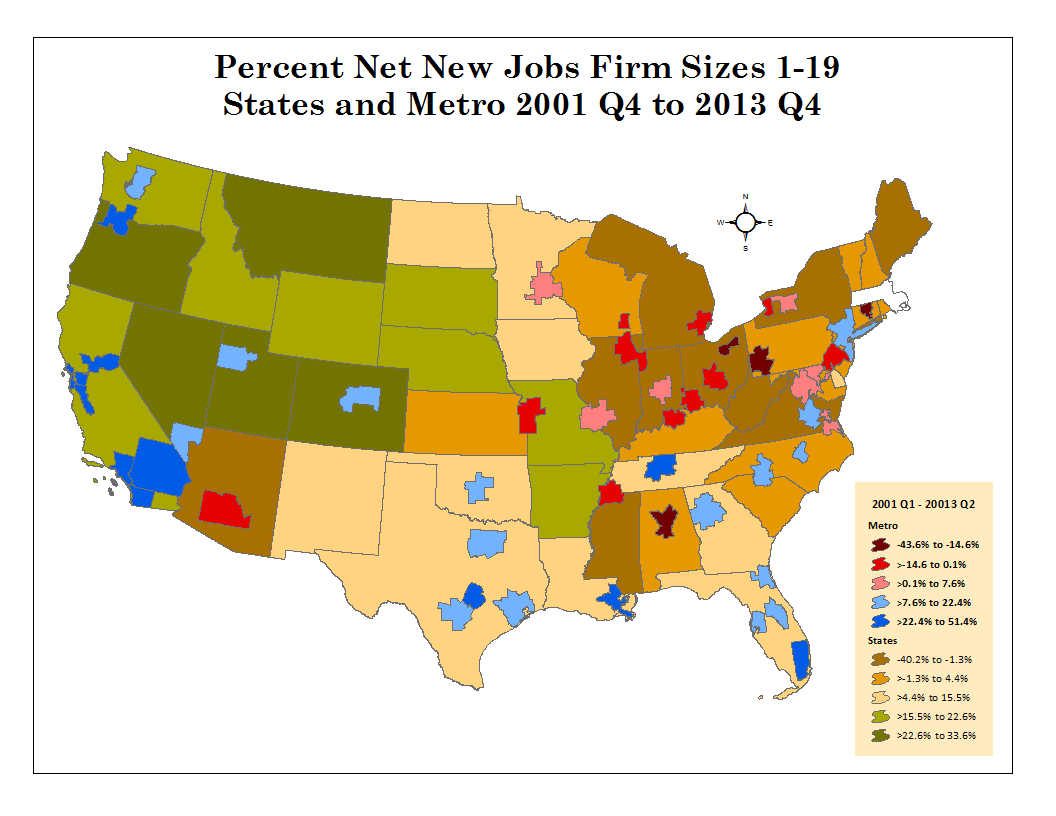 Percent Net New Jobs Firm Sizes 1-19
States and Metro 2001 Q4 to 2013 Q4
N
W
E
S
2001 Q1 - 20013 Q2
Metro
-43.6% to -14.6%
>-14.6 to 0.1%
>0.1% to 7.6%
>7.6% to 22.4%
>22.4% to 51.4%
States
-40.2% to -1.3%
>-1.3% to 4.4%
>4.4% to 15.5%
>15.5% to 22.6%
>22.6% to 33.6%